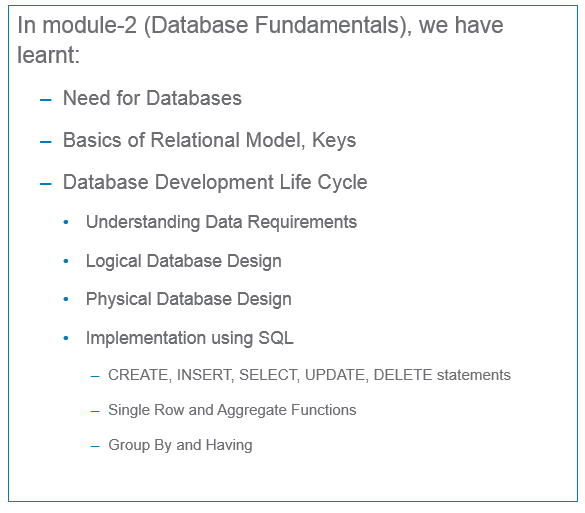 In module-2 (Database Fundamentals), we have
learnt:
– Need for Databases
– Basics of Relational Model, Keys
– Database Development Life Cycle
• Understanding Data Requirements
• Logical Database Design
• Physical Database Design
• Implementation using SQL
– CREATE, INSERT, SELECT, UPDATE, DELETE statements
– Single Row and Aggregate Functions
– Group By and Having